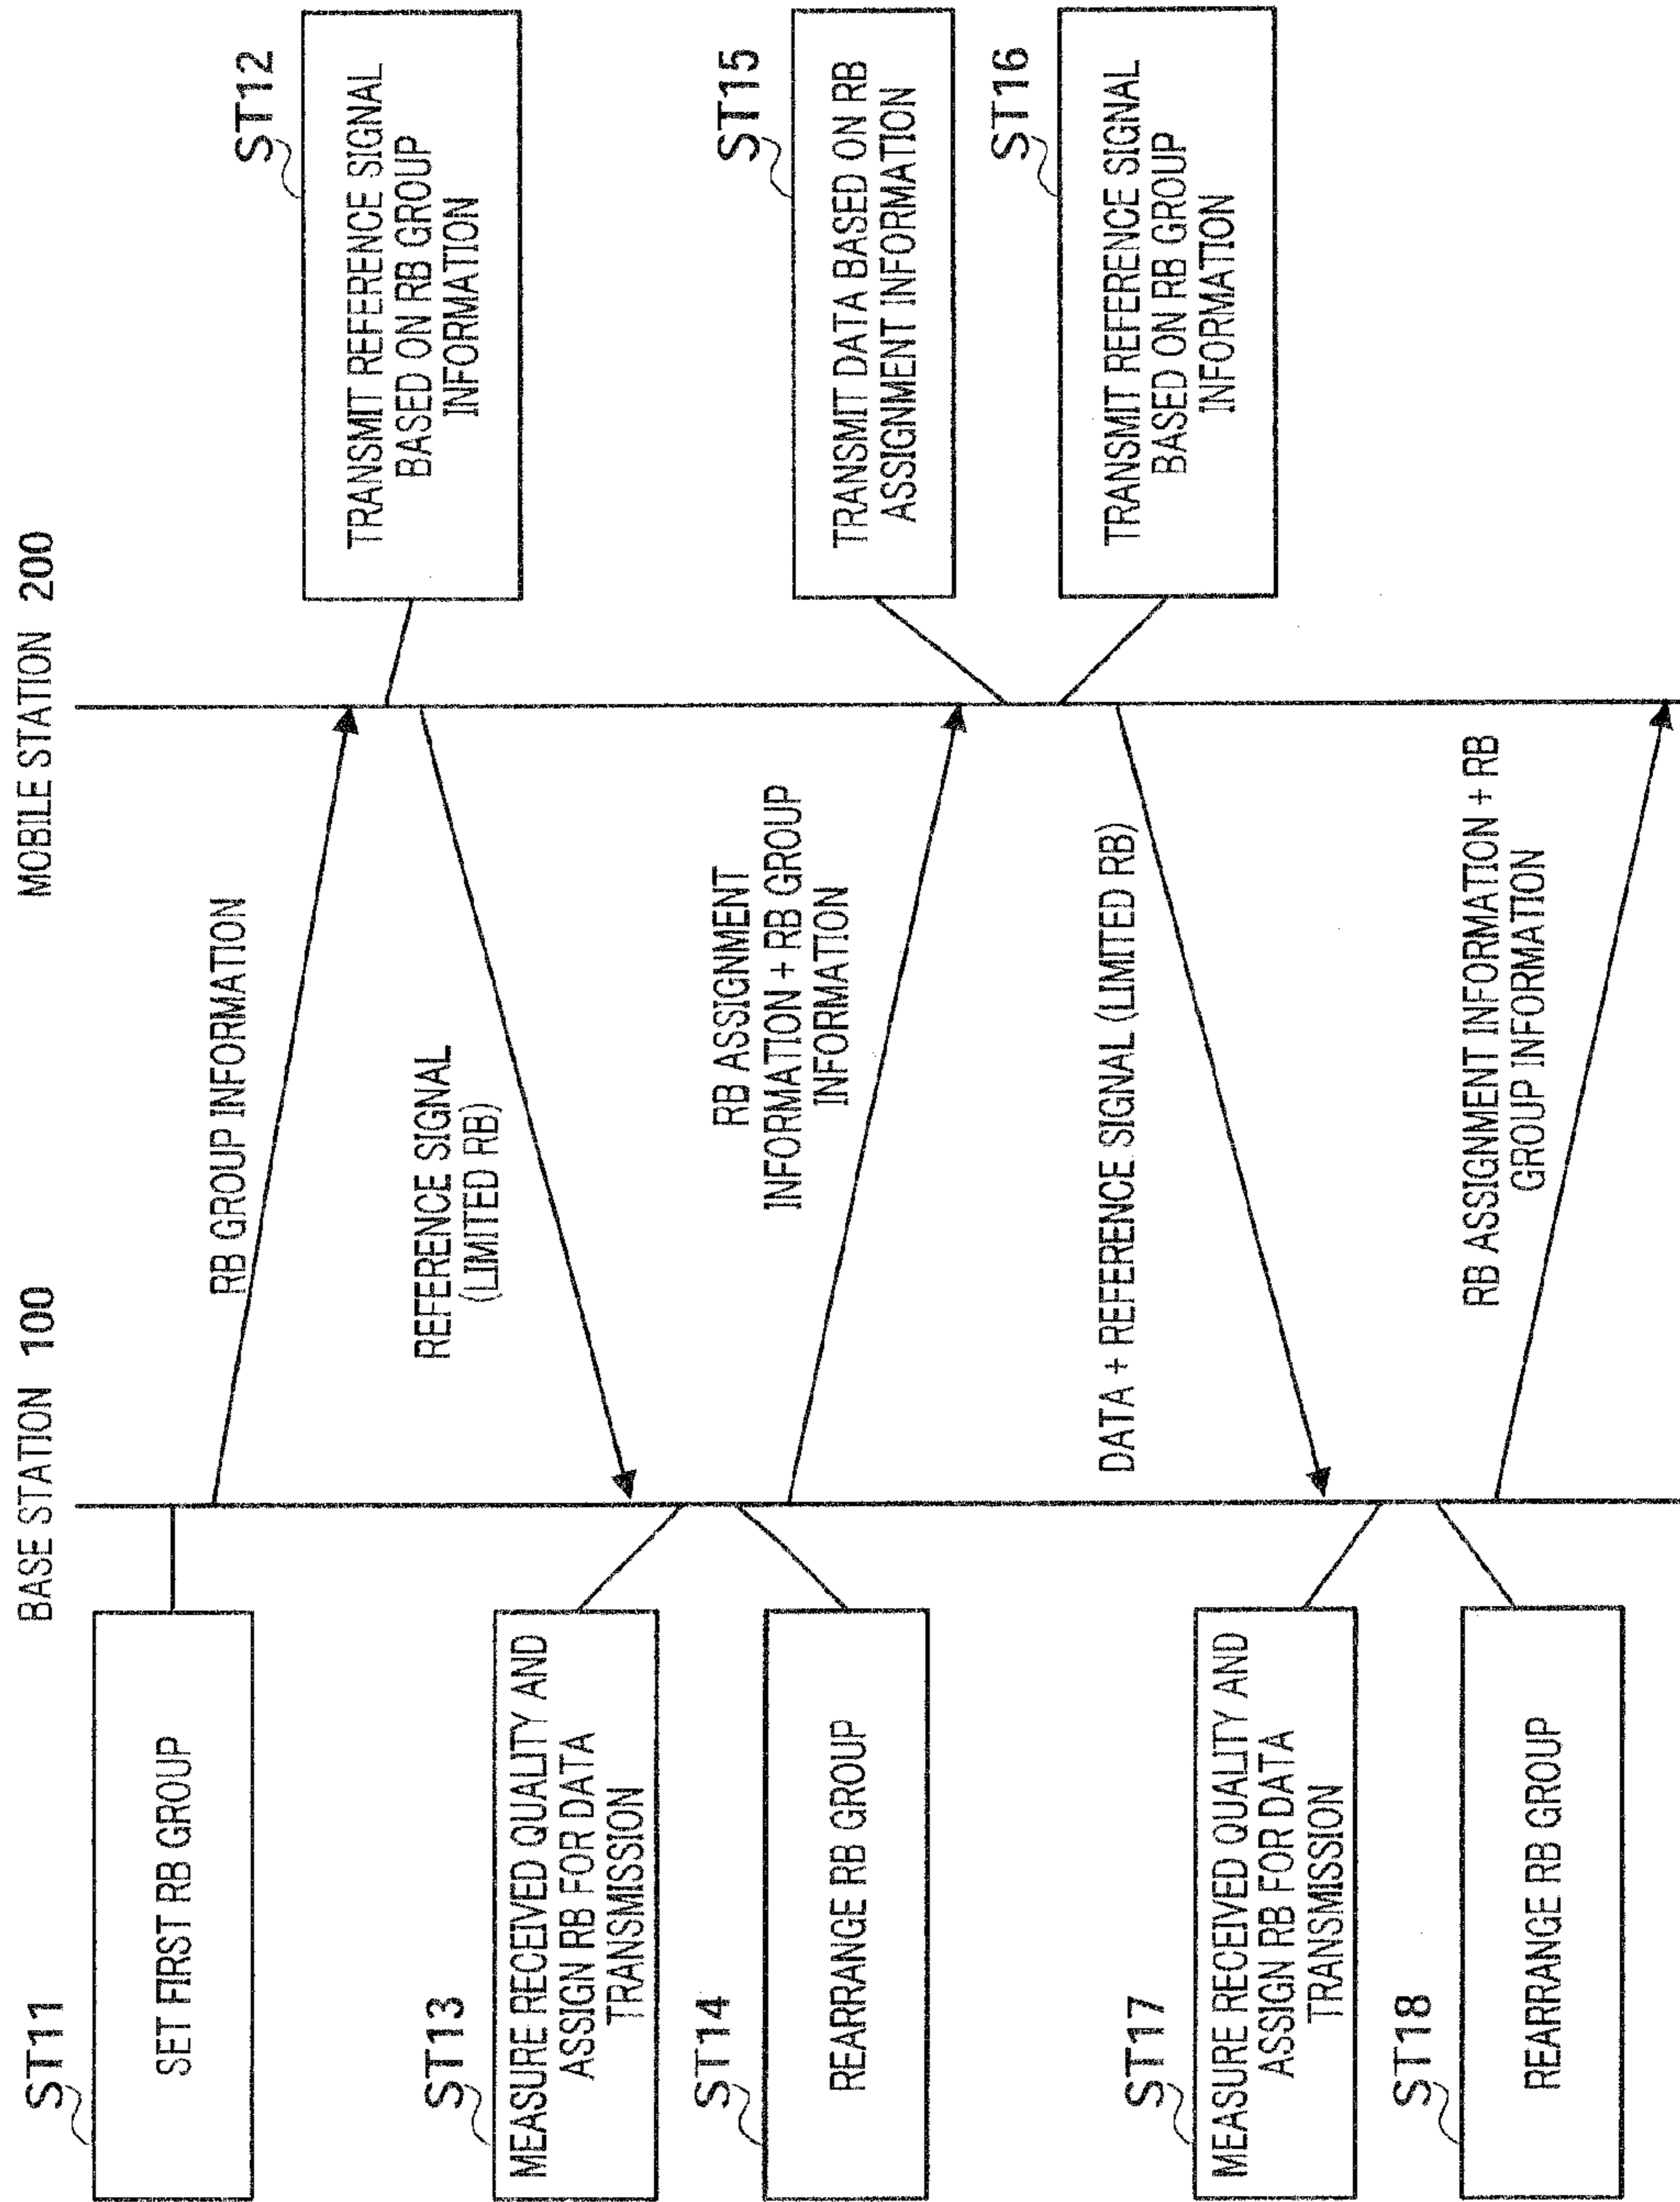 BASE STATION 100
MOBILE STATION 200
ST11
SET FIRST RB GROUP
RB GROUP INFORMATION
ST12
TRANSMIT REFERENCE SIGNAL
BASED ON RB GROUP
INFORMATION
REFERENCE SIGNAL
(LIMITED RB)
ST13
MEASURE RECEIVED QUALITY AND
ASSIGN RB FOR DATA
TRANSMISSION
ST14
REARRANGE RB GROUP
RB ASSIGNMENT
INFORMATION + RB GROUP
INFORMATION
ST15
TRANSMIT DATA BASED ON RB
ASSIGNMENT INFORMATION
ST16
TRANSMIT REFERENCE SIGNAL
BASED ON RB GROUP
INFORMATION
DATA + REFERENCE SIGNAL (LIMITED RB)
ST17
MEASURE RECEIVED QUALITY AND
ASSIGN RB FOR DATA
TRANSMISSION
ST18
REARRANGE RB GROUP
RB ASSIGNMENT INFORMATION + RB
GROUP INFORMATION